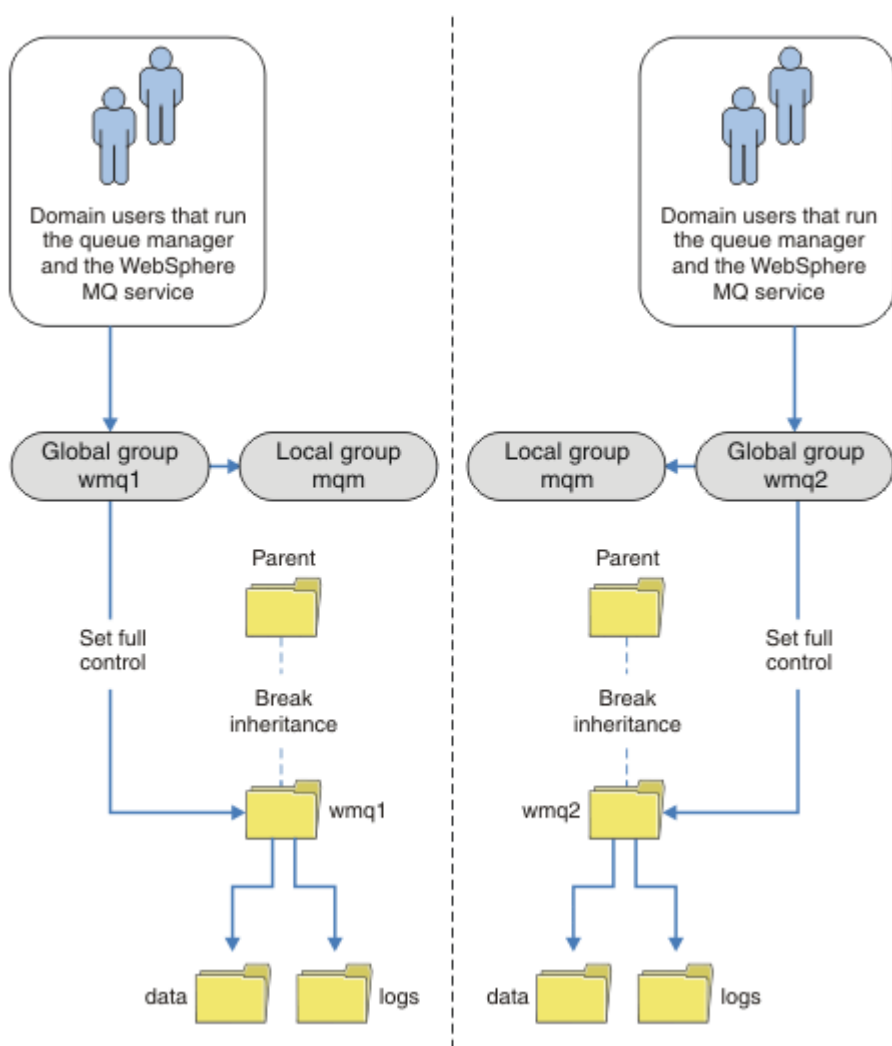 Domain users that run
the queue manager
and the WebSphere
MQ service
Global group
wmq1
Local group
mqm
Parent
Set full
control
Break
inheritance
wmq1
data
logs
Domain users that run
the queue manager
and the WebSphere
MQ service
Local group
mqm
Global group
wmq2
Parent
Set full
control
Break
inheritance
wmq2
data
logs